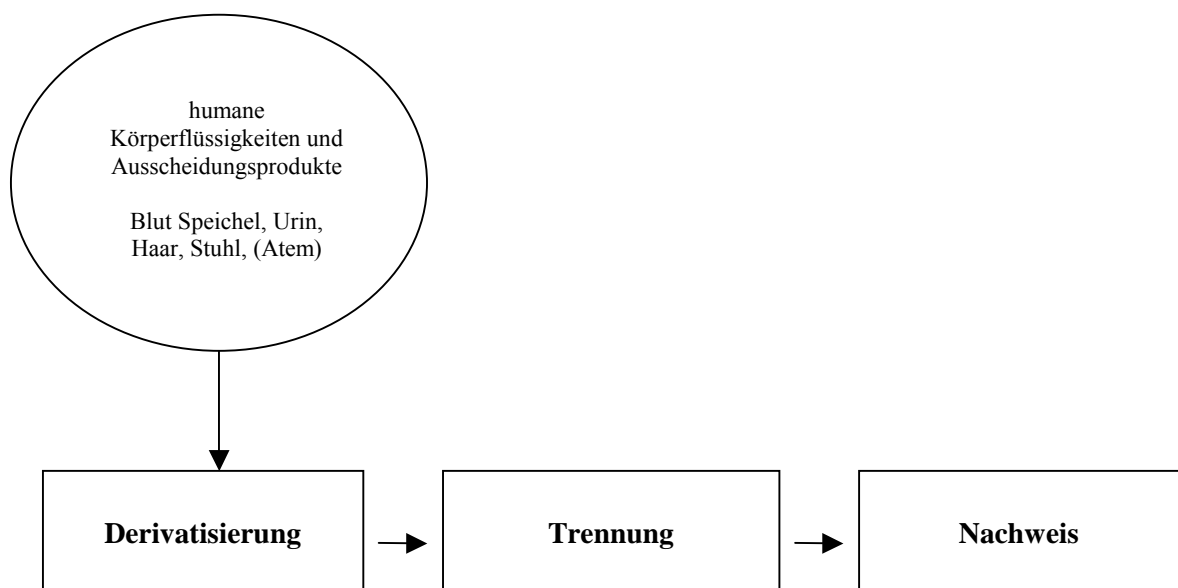 humane
Körperflüssigkeiten und
Ausscheidungsprodukte
Blut Speichel, Urin,
Haar, Stuhl, (Atem)
Derivatisierung
Trennung
Nachweis